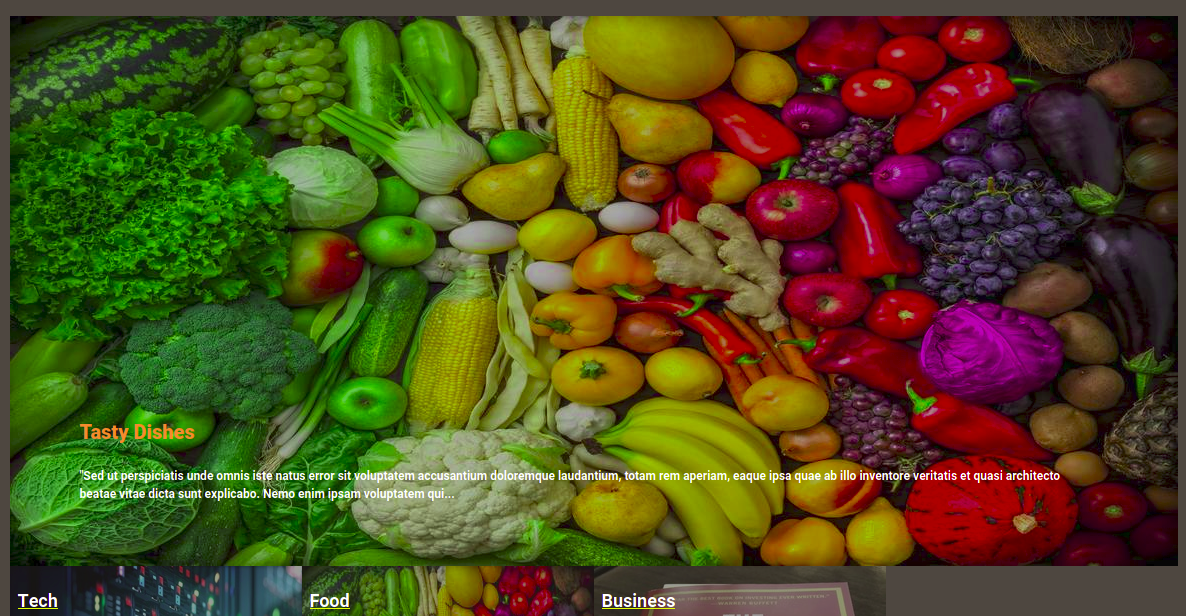 Tasty Dishes
"Sed ut perspiciatis unde omnis iste natus error sit voluptatem accusantium doloremque laudantium, totam rem aperiam, eaque ipsa quae ab illo inventore veritatis et quasi architecto
beatae vitae dicta sunt explicabo. Nemo enim ipsam voluptatem qui...
Tech
Food
Business
THE